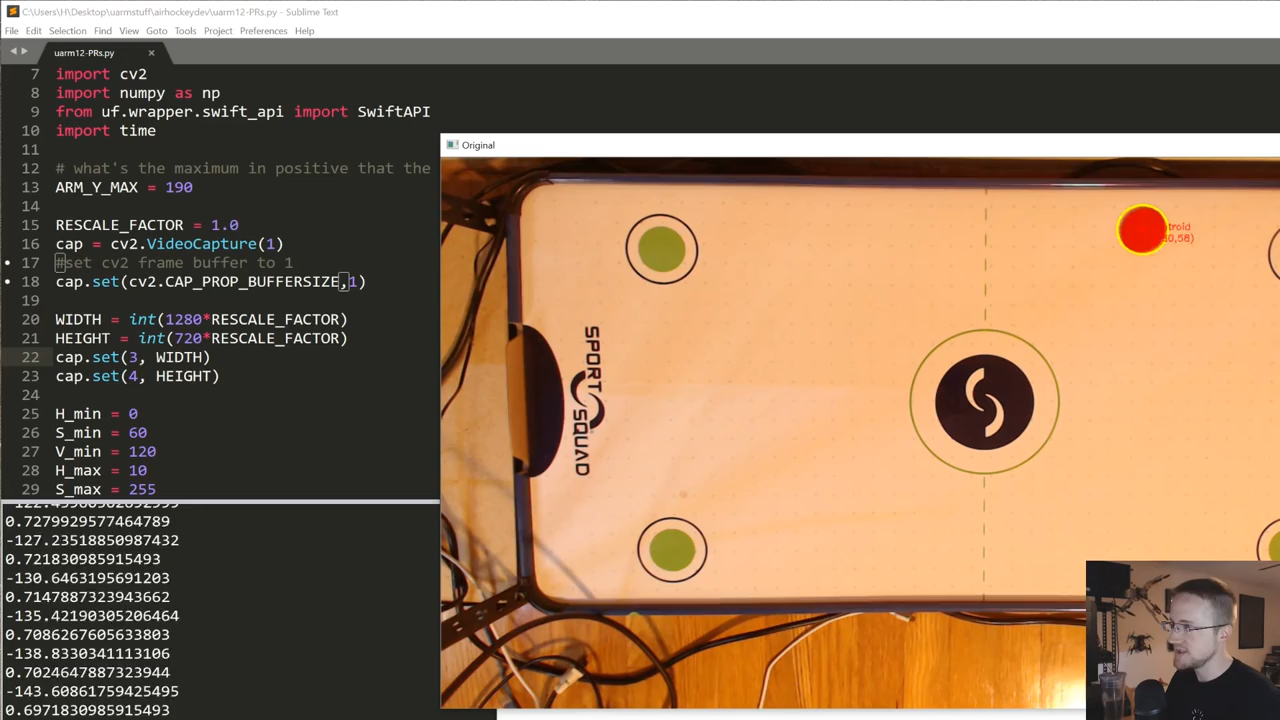 C:\Users\H\Desktop\uarmstuff\airhockeydev\uarm12-PRs.py - Sublime Text
File Edit Selection Find View Goto Tools Project Preferences Help
uarm12-PRs.py
7 import cv2
8 import numpy as np
9 from uf.wrapper.swift_api import SwiftAPI
10 import time
11
12 # what's the maximum in positive that the
13 ARM_Y_MAX = 190
14
15 RESCALE_FACTOR = 1.0
16 cap = cv2.VideoCapture(1)
17 #set cv2 frame buffer to 1
18 cap.set(cv2.CAP_PROP_BUFFERSIZE,1)
19
20 WIDTH = int(1280*RESCALE_FACTOR)
21 HEIGHT = int(720*RESCALE_FACTOR)
22 cap.set(3, WIDTH)
23 cap.set(4, HEIGHT)
24
25 H_min = 0
26 S_min = 60
27 V_min = 120
28 H_max = 10
29 S_max = 255
0.7279929577464789
-127.23518850987432
0.721830985915493
-130.6463195691203
0.7147887323943662
-135.42190305206464
0.7086267605633803
-138.8330341113106
0.7024647887323944
-143.60861759425495
0.6971830985915493
Original
troid
0,58)
SPORT
SQUAD